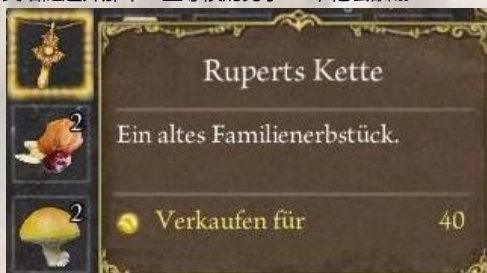 Ruperts Kette
2
Ein altes Familienerbstück.
2
Verkaufen für 40